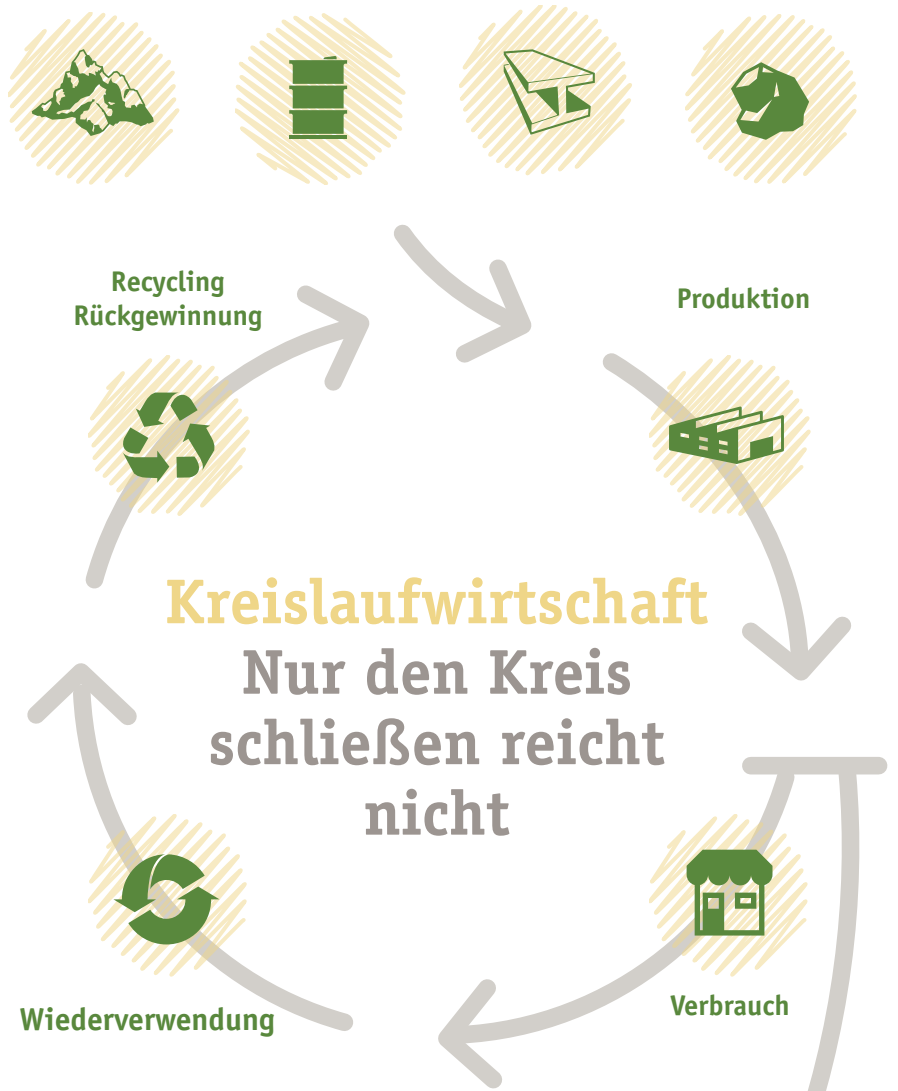 Recycling
Rückgewinnung
Produktion
Kreislaufwirtschaft
Nur den Kreis
schließen reicht
nicht
Wiederverwendung
Verbrauch